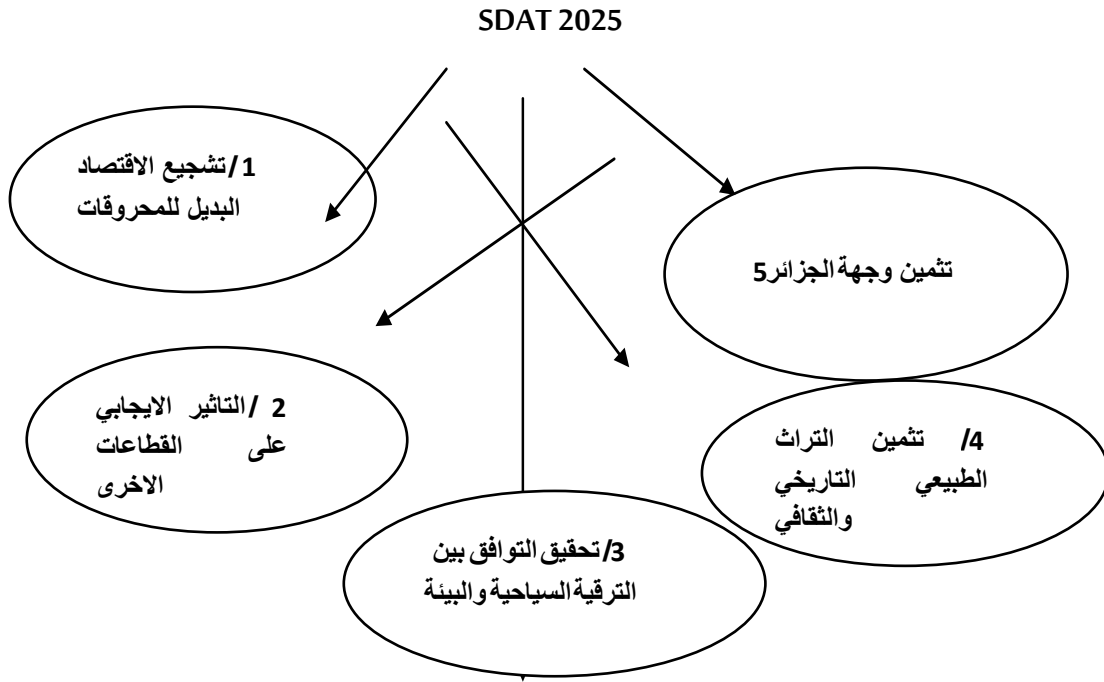 SDAT 2025
1/تشجيع الاقتصاد
البديل للمحروقات
2 /التاثير الايجابي
على القطاعات
الاخرى
3/تحقيق التوافق بين
الترقية السياحية والبيئة
4/ تثمين التراث
الطبيعي التاريخي
والثقافي
تثمين وجهة الجزائر5